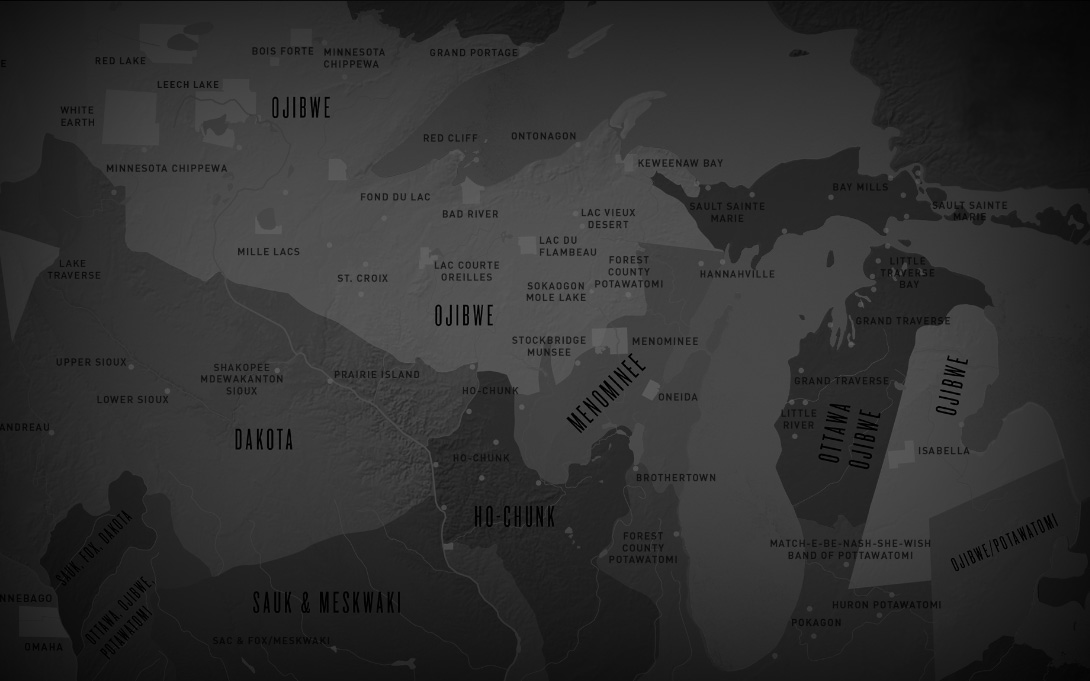 BOIS FORTE
MINNESOTA
CHIPPEWA
GRAND PORTAGE
RED LAKE
LEECH LAKE
OJIBWE
WHITE
EARTH
RED CLIFF
ONTONAGON
MINNESOTA CHIPPEWA
KEWEENAW BAY
FOND DU LAC
BAY MILLS
BAD RIVER
LAC VIEUX
DESERT
SAULT SAINTE
MARIE
SAULT SAINTE
MARIE
MILLE LACS
LAC DU
FLAMBEAU
LAKE
TRAVERSE
ST. CROIX
LAC COURTE
OREILLES
FOREST
COUNTY
POTAWATOMI
HANNAHVILLE
LITTLE
TRAVERSE
BAY
SOKAOGON
MOLE LAKE
OJIBWE
GRAND TRAVERSE
STOCKBRIDGE
MUNSEE
MENOMINEE
UPPER SIOUX
SHAKOPEE
MDEWAKANTON
SIOUX
PRAIRIE ISLAND
HO-CHUNK
MENOMINEE
ONEIDA
GRAND TRAVERSE
OJIBWE
LOWER SIOUX
LITTLE
RIVER
OTTAWA
OJIBWE
ANDREAU
DAKOTA
HO-CHUNK
ISABELLA
BROTHERTOWN
HO-CHUNK
SAUK, FOX, DAKOTA
FOREST
COUNTY
POTAWATOMI
MATCH-E-BE-NASH-SHE-WISH
BAND OF POTTAWATOMI
OJIBWE/POTAWATOMI
NNEBAGO
OTTAWA, OJIBWE,
POTAWATOMI
SAUK & MESKWAKI
HURON POTAWATOMI
POKAGON
OMAHA
SAC & FOX/MESKWAKI